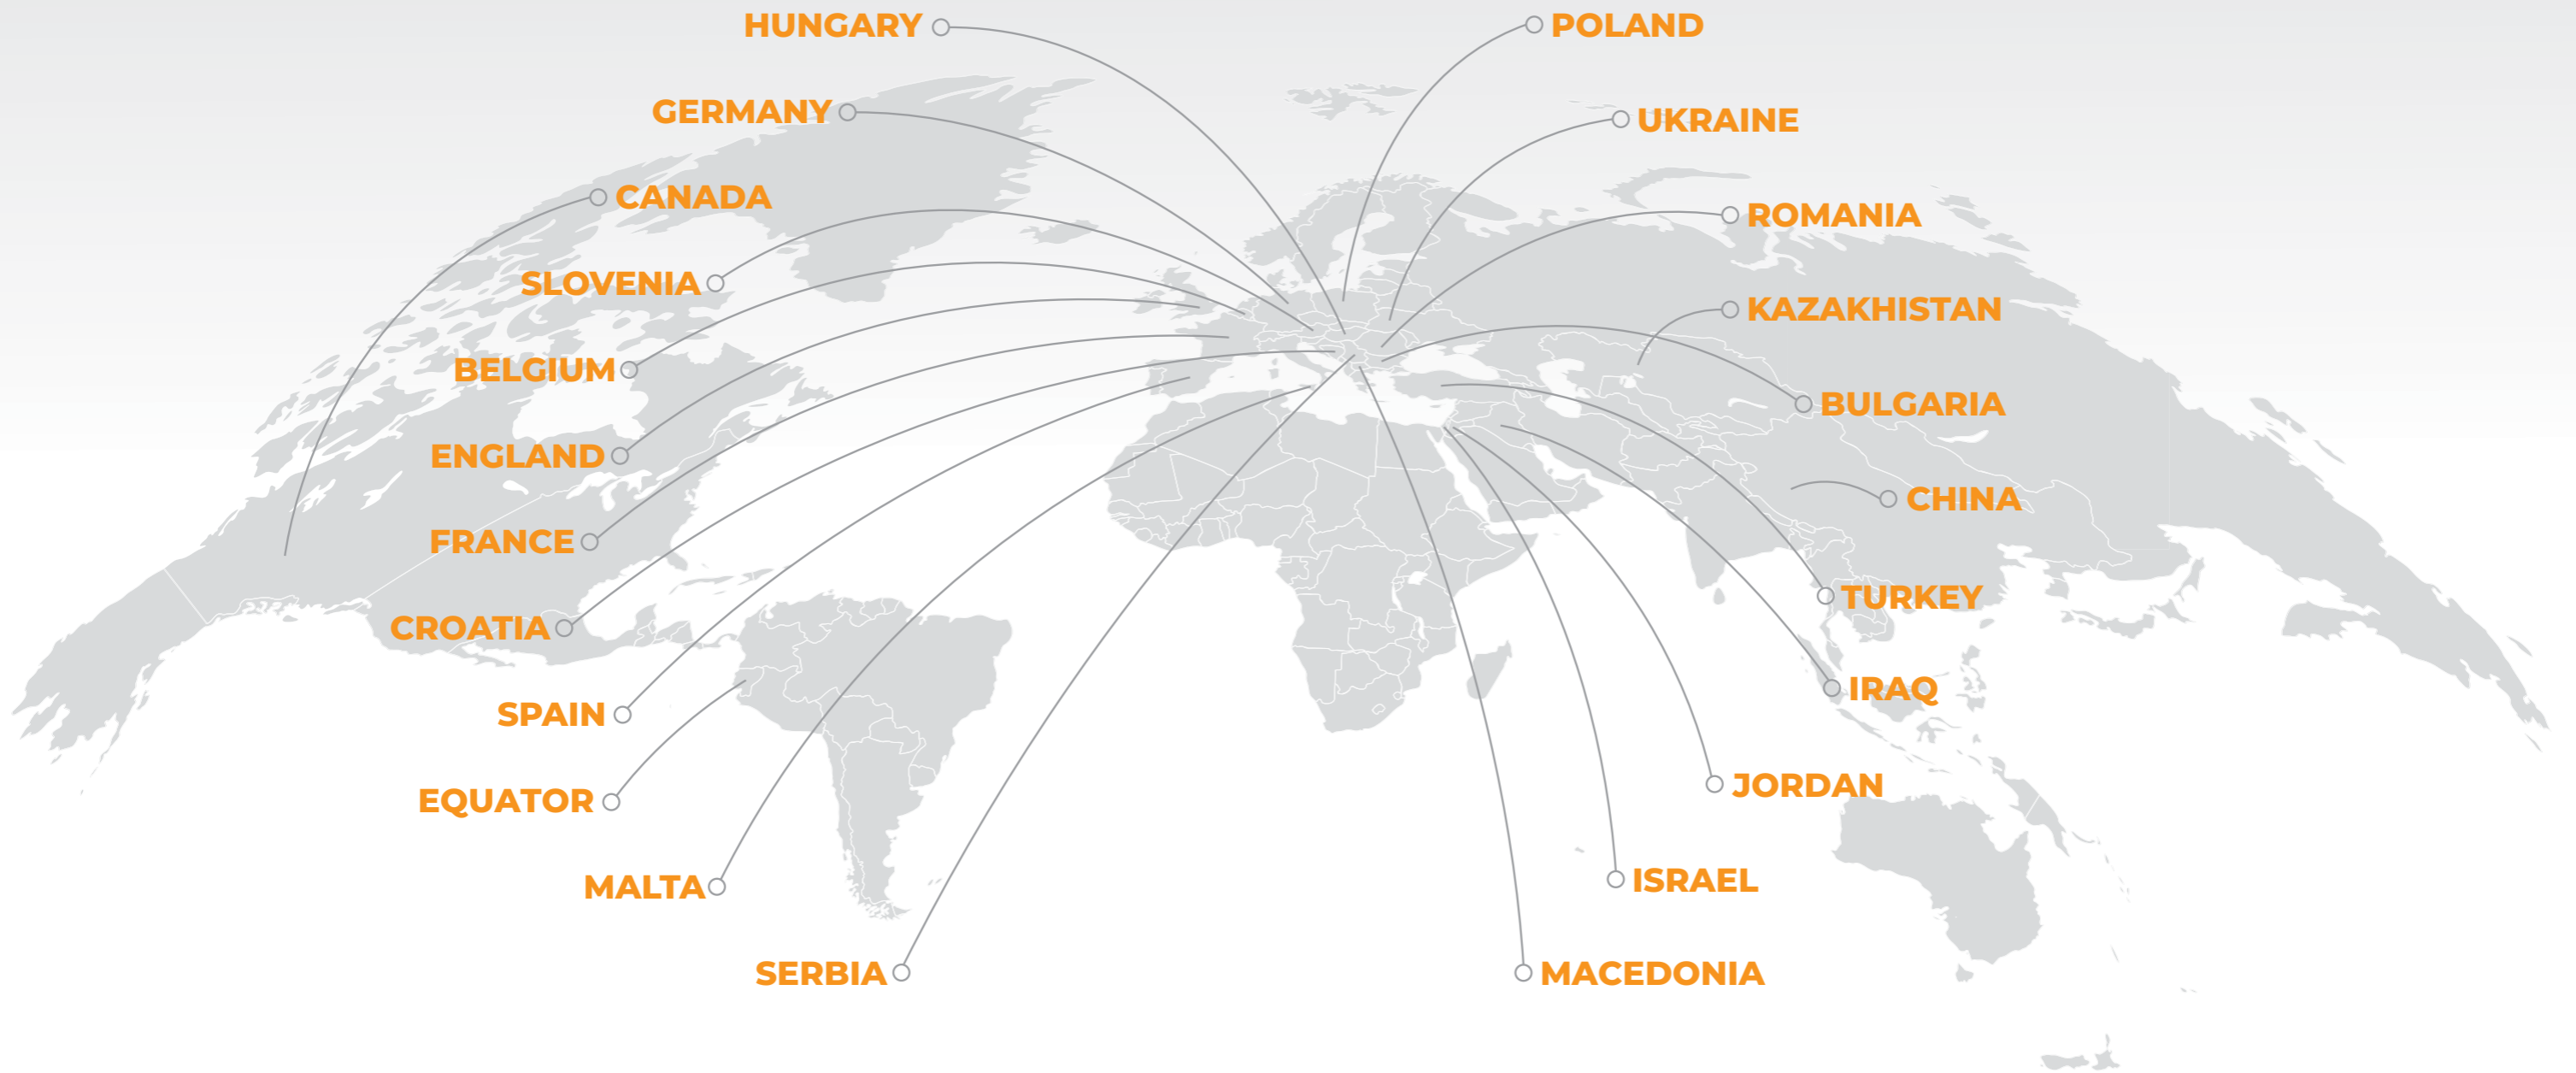 HUNGARY
POLAND
GERMANY
UKRAINE
CANADA
ROMANIA
SLOVENIA
KAZAKHISTAN
BELGIUM
BULGARIA
ENGLAND
CHINA
FRANCE
TURKEY
CROATIA
IRAQ
SPAIN
JORDAN
EQUATOR
ISRAEL
MALTA
SERBIA
MACEDONIA